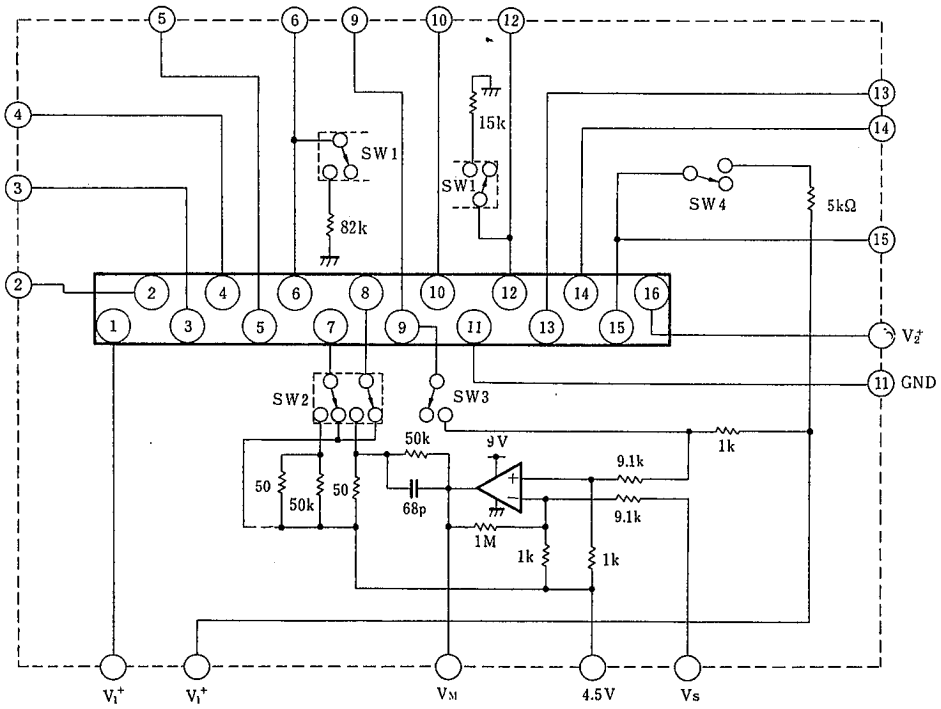 5 6 9 10 12
13
4
14
15k
SW1
SW1
3
SW4
5kΩ
82k
15
2
2 4 6 8 10 12 14 16
1 3 5 7 9 11 13 15
V₂⁺
11 GND
SW2
SW3
50k
9V
1k
9.1k
+
−
50
50k
50
68p
9.1k
1M
1k
1k
V₁⁺ V₁⁺ VM 4.5V Vs